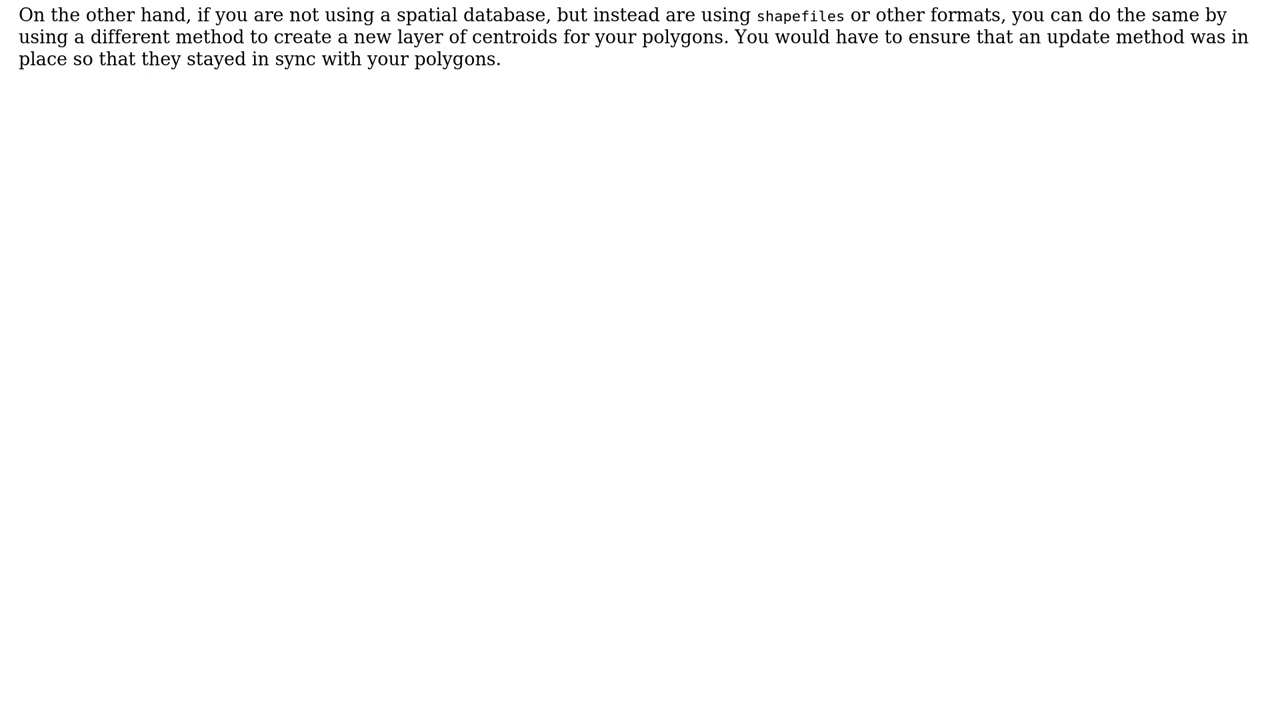 On the other hand, if you are not using a spatial database, but instead are using shapefiles or other formats, you can do the same by
using a different method to create a new layer of centroids for your polygons. You would have to ensure that an update method was in
place so that they stayed in sync with your polygons.